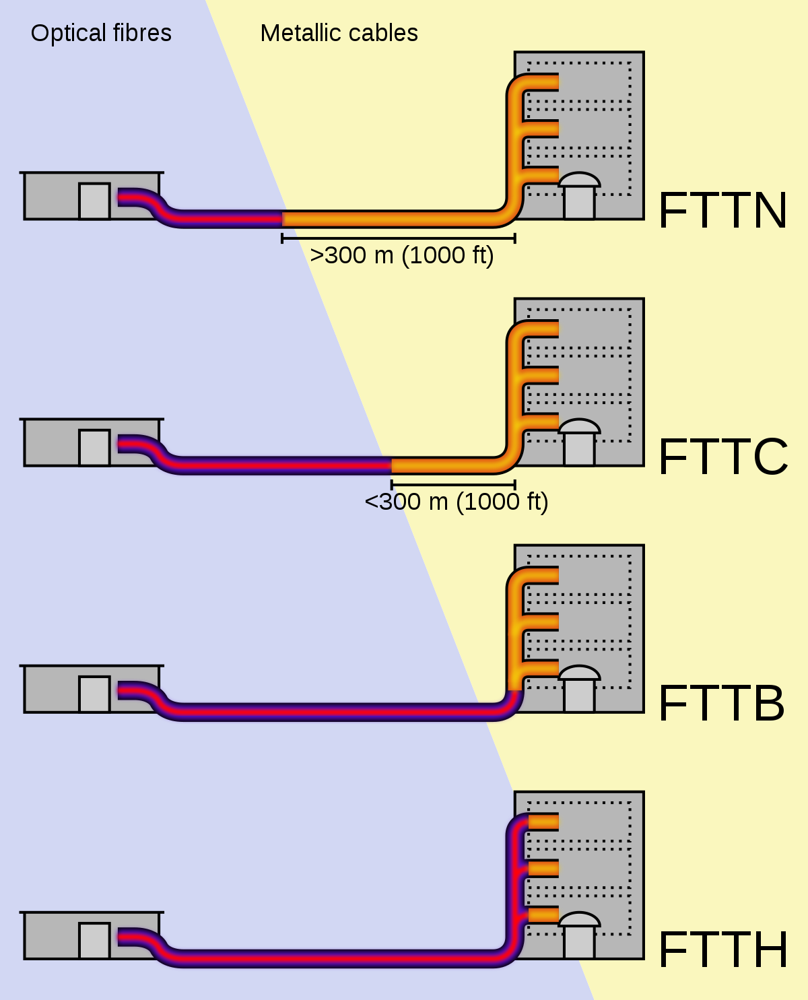 Optical fibres
Metallic cables
FTTN
>300 m (1000 ft)
FTTC
<300 m (1000 ft)
FTTB
FTTH